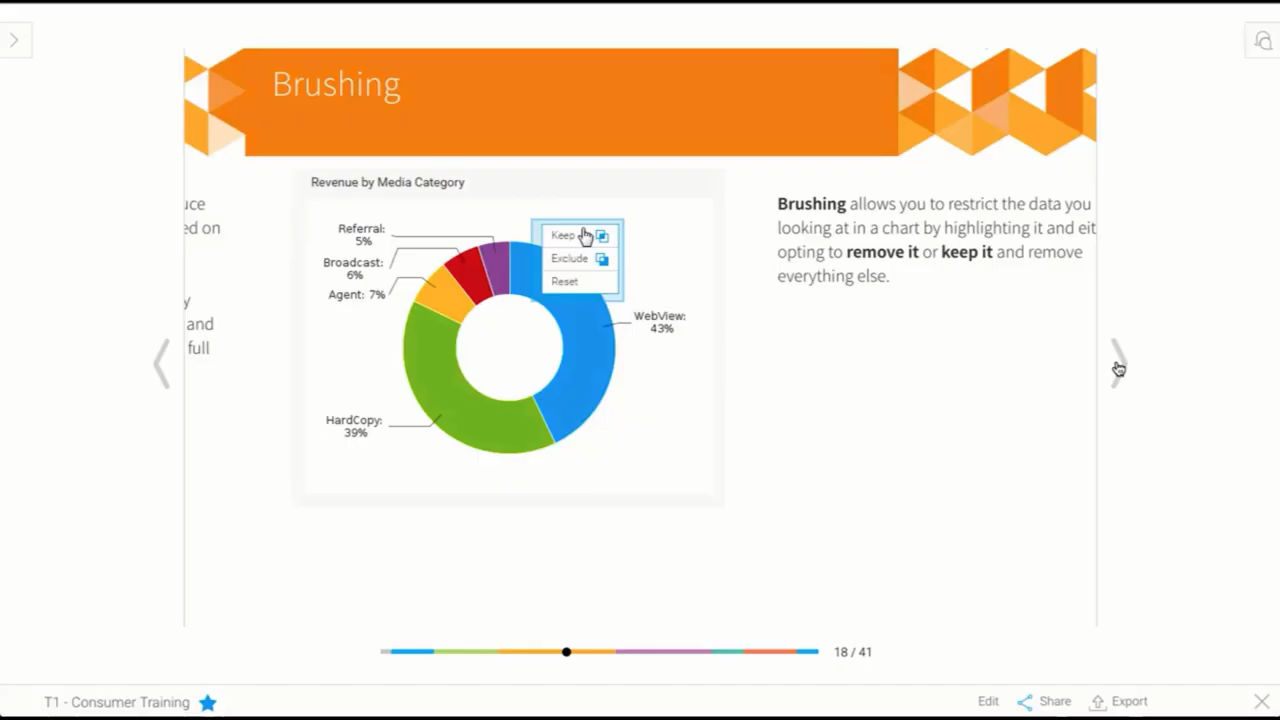 Brushing
uce
ed on
y
and
full
Revenue by Media Category
Referral:
5%
Broadcast:
6%
Agent: 7%
HardCopy:
39%
WebView:
43%
Keep
Exclude
Reset
Brushing allows you to restrict the data you
looking at in a chart by highlighting it and eit
opting to remove it or keep it and remove
everything else.
18 / 41
T1 - Consumer Training
Edit
Share
Export